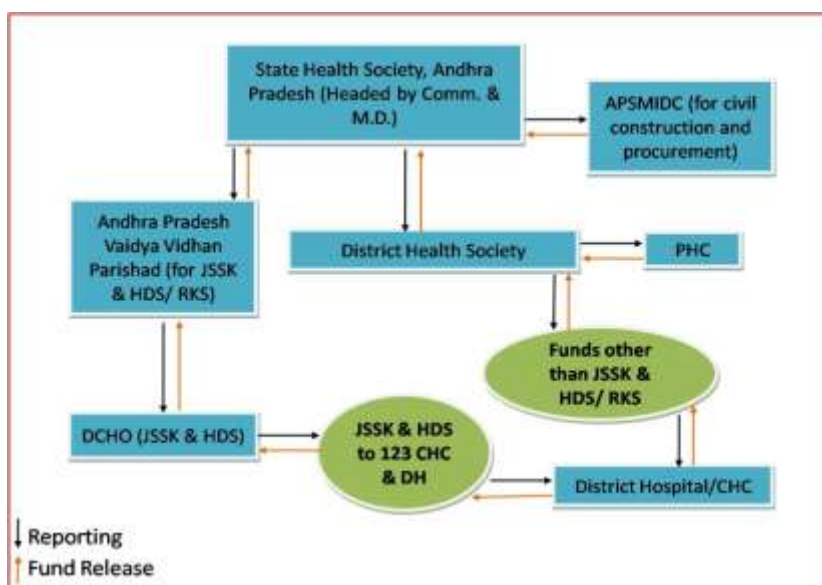 State Health Society, Andhra
Pradesh (Headed by Comm. &
M.D.)
APSMIDC (for civil
construction and
procurement)
Andhra Pradesh
Vaidya Vidhan
Parishad (for JSSK
& HDS/ RKS)
District Health Society
PHC
Funds other
than JSSK &
HDS/ RKS
DCHO (JSSK & HDS)
JSSK & HDS
to 123 CHC
& DH
District Hospital/CHC
Reporting
Fund Release